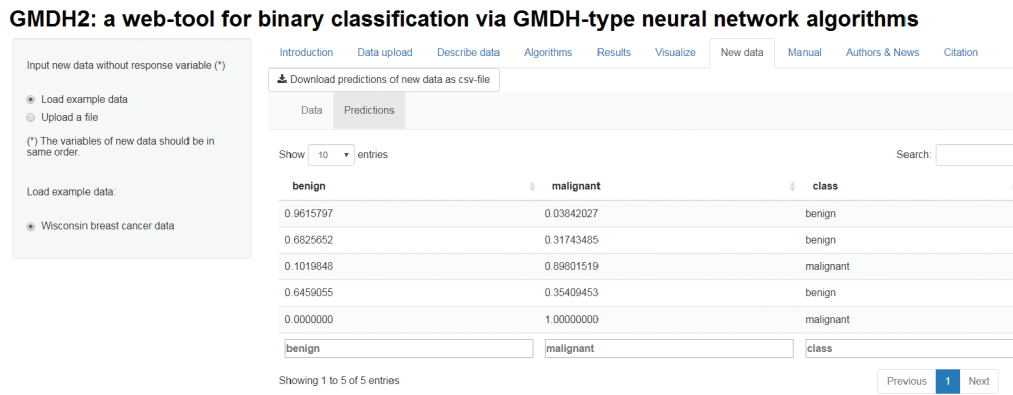 GMDH2: a web-tool for binary classification via GMDH-type neural network algorithms
Input new data without response variable (*)
Load example data
Upload a file
(*) The variables of new data should be in
same order.
Load example data:
Wisconsin breast cancer data
Introduction Data upload Describe data Algorithms Results Visualize New data Manual Authors & News Citation
Download predictions of new data as csv-file
Data Predictions
Show 10 entries Search:
benign malignant class
0.9615797 0.03842027 benign
0.6825652 0.31743485 benign
0.1019848 0.89801519 malignant
0.6459055 0.35409453 benign
0.0000000 1.00000000 malignant
benign malignant class
Showing 1 to 5 of 5 entries Previous 1 Next